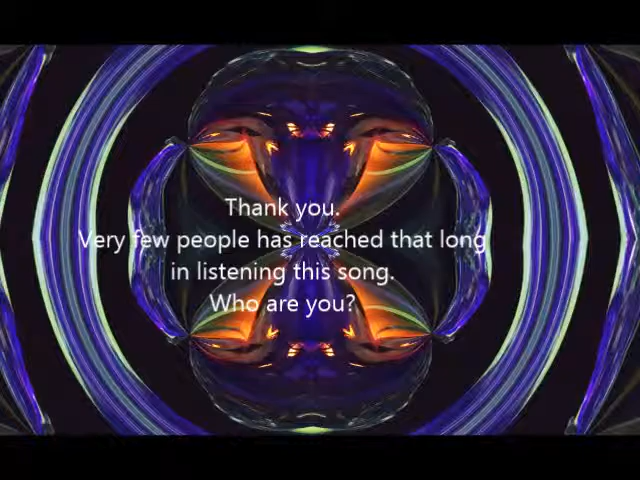 Thank you.
Very few people has reached that long
in listening this song.
Who are you?